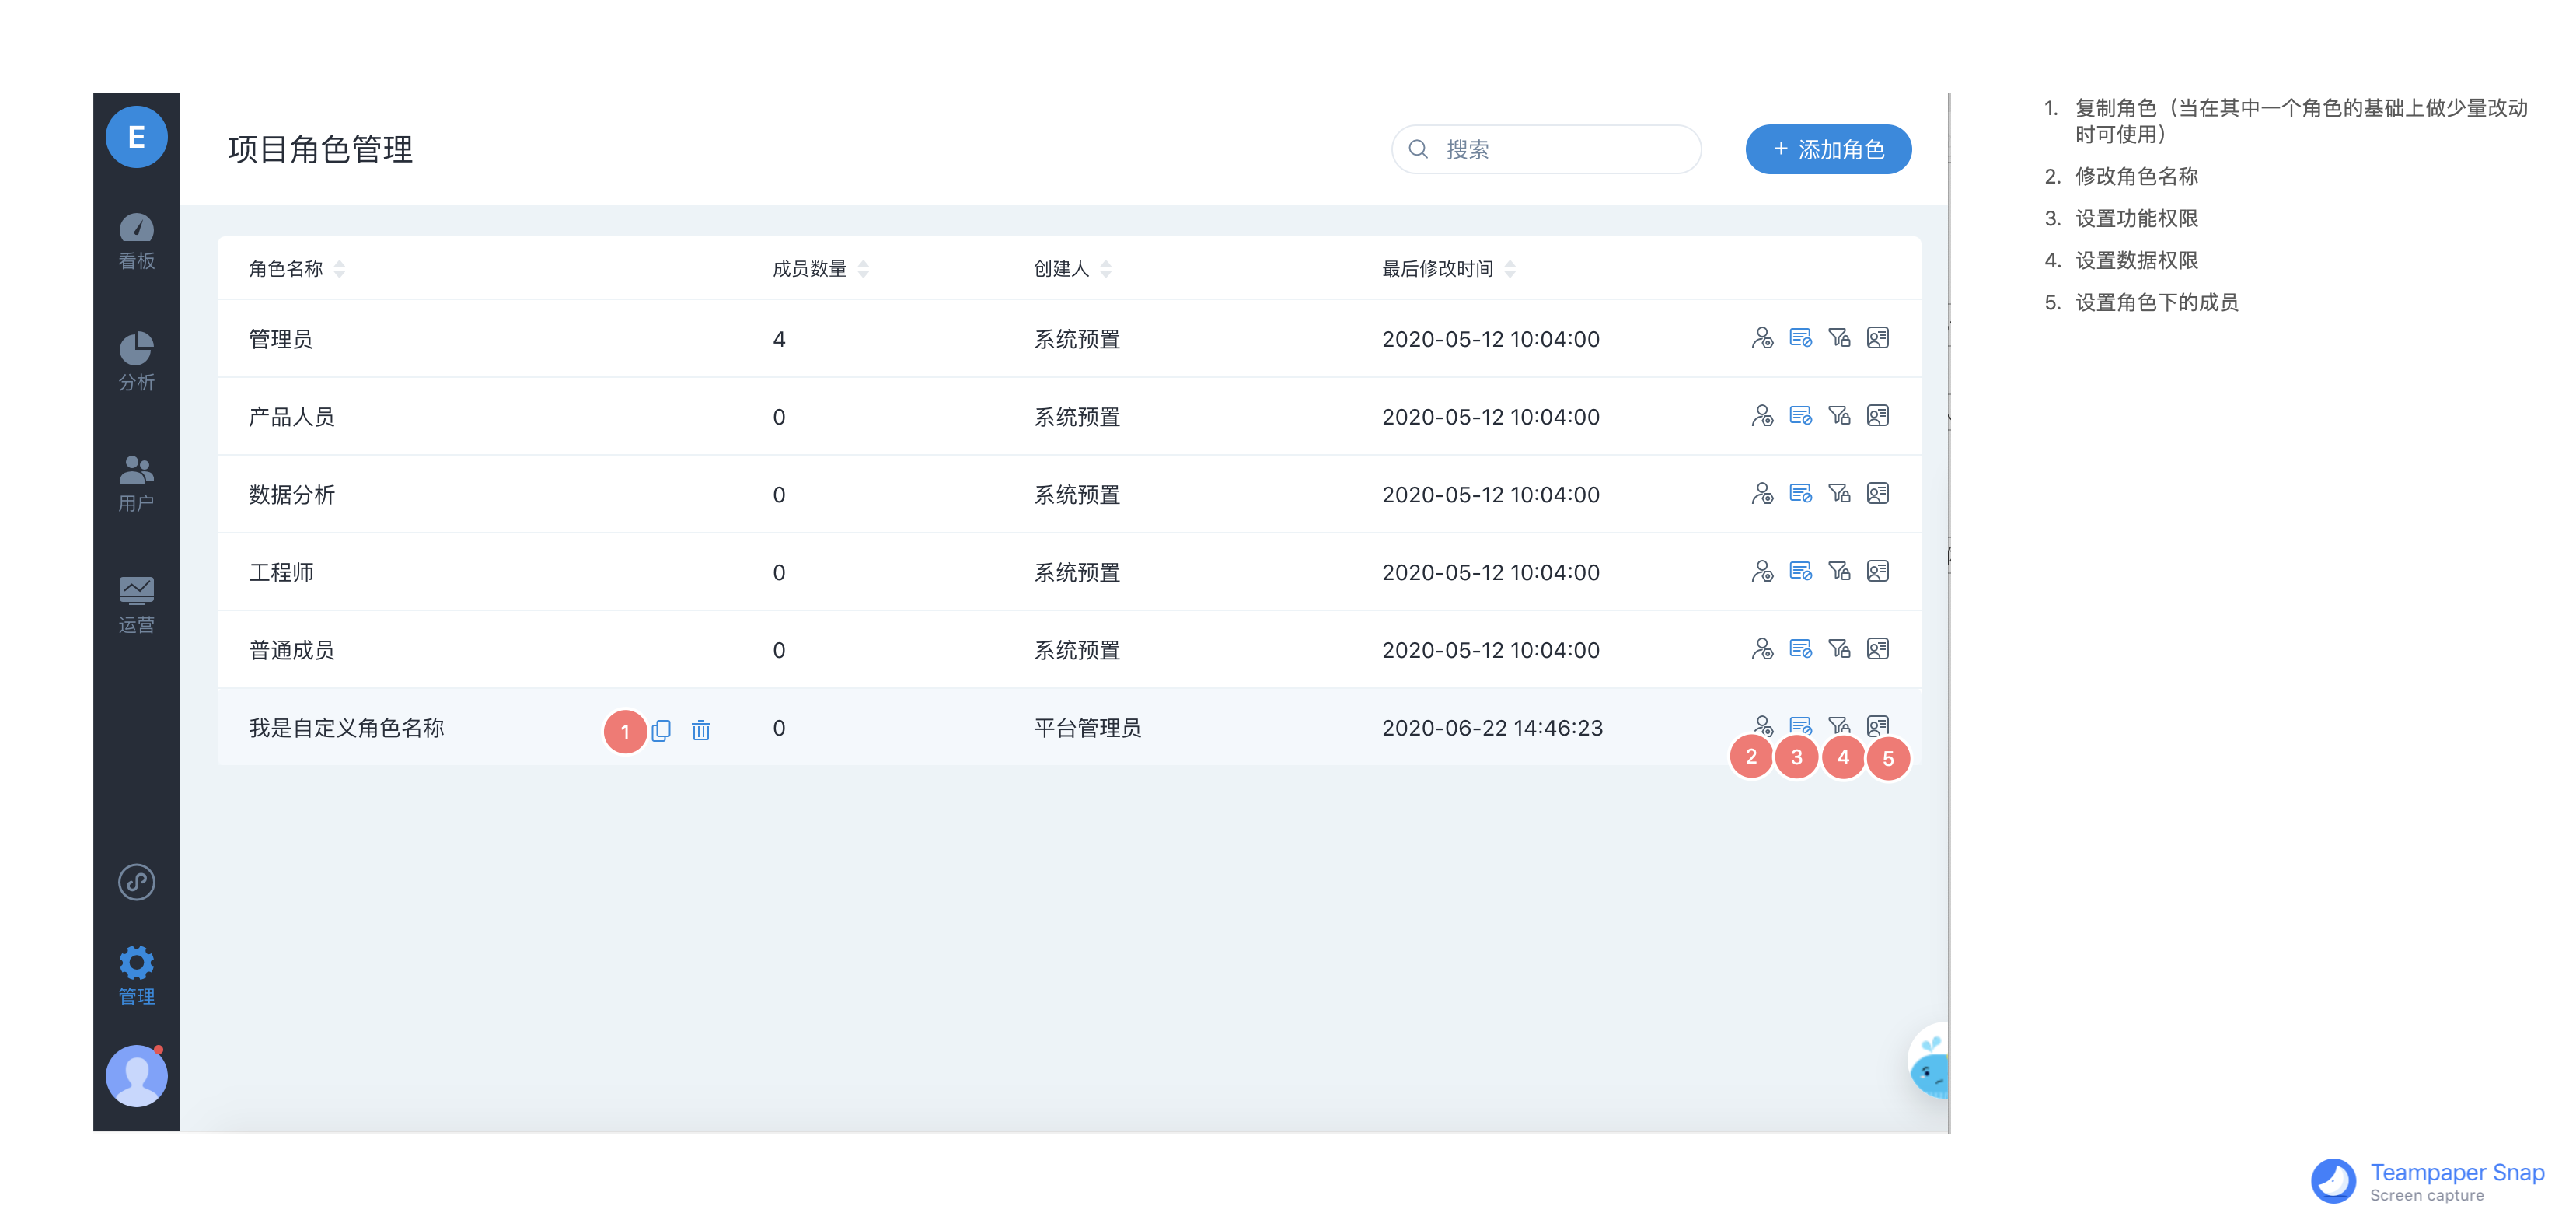 E
看板
分析
用户
运营
管理
项目角色管理
搜索
+ 添加角色
角色名称 成员数量 创建人 最后修改时间
管理员 4 系统预置 2020-05-12 10:04:00
产品人员 0 系统预置 2020-05-12 10:04:00
数据分析 0 系统预置 2020-05-12 10:04:00
工程师 0 系统预置 2020-05-12 10:04:00
普通成员 0 系统预置 2020-05-12 10:04:00
我是自定义角色名称 1 0 平台管理员 2020-06-22 14:46:23
2 3 4 5
1. 复制角色（当在其中一个角色的基础上做少量改动
时可使用）
2. 修改角色名称
3. 设置功能权限
4. 设置数据权限
5. 设置角色下的成员
Teampaper Snap
Screen capture